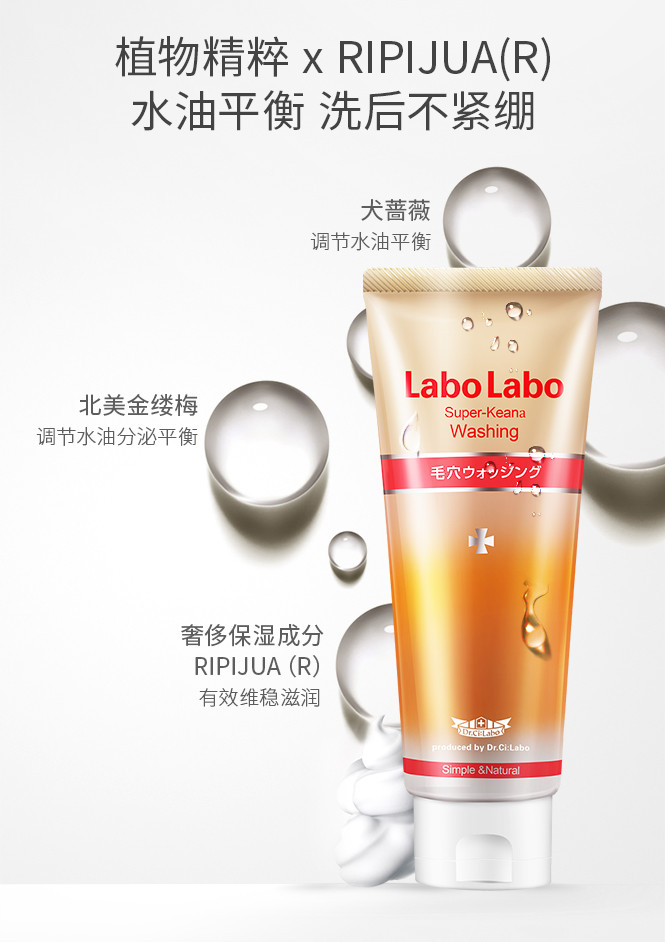 植物精粹 x RIPIJUA(R)
水油平衡 洗后不紧绷
犬蔷薇
调节水油平衡
北美金缕梅
调节水油分泌平衡
奢侈保湿成分
RIPIJUA（R）
有效维稳滋润
Labo Labo
Super-Keana
Washing
毛穴ウォッシング
Dr.Ci:Labo
produced by Dr.Ci:Labo
Simple &Natural